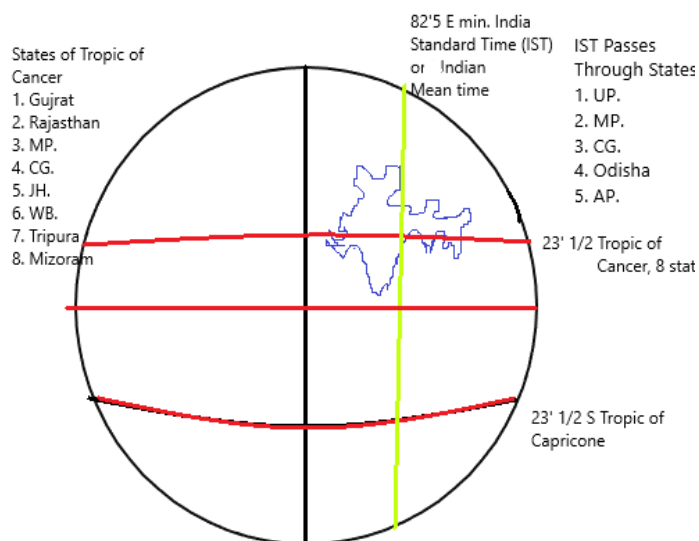 States of Tropic of
Cancer
1. Gujrat
2. Rajasthan
3. MP.
4. CG.
5. JH.
6. WB.
7. Tripura
8. Mizoram
82'5 E min. India
Standard Time (IST)
or Indian
Mean time
IST Passes
Through States
1. UP.
2. MP.
3. CG.
4. Odisha
5. AP.
23' 1/2 Tropic of
Cancer, 8 stat
23' 1/2 S Tropic of
Capricone